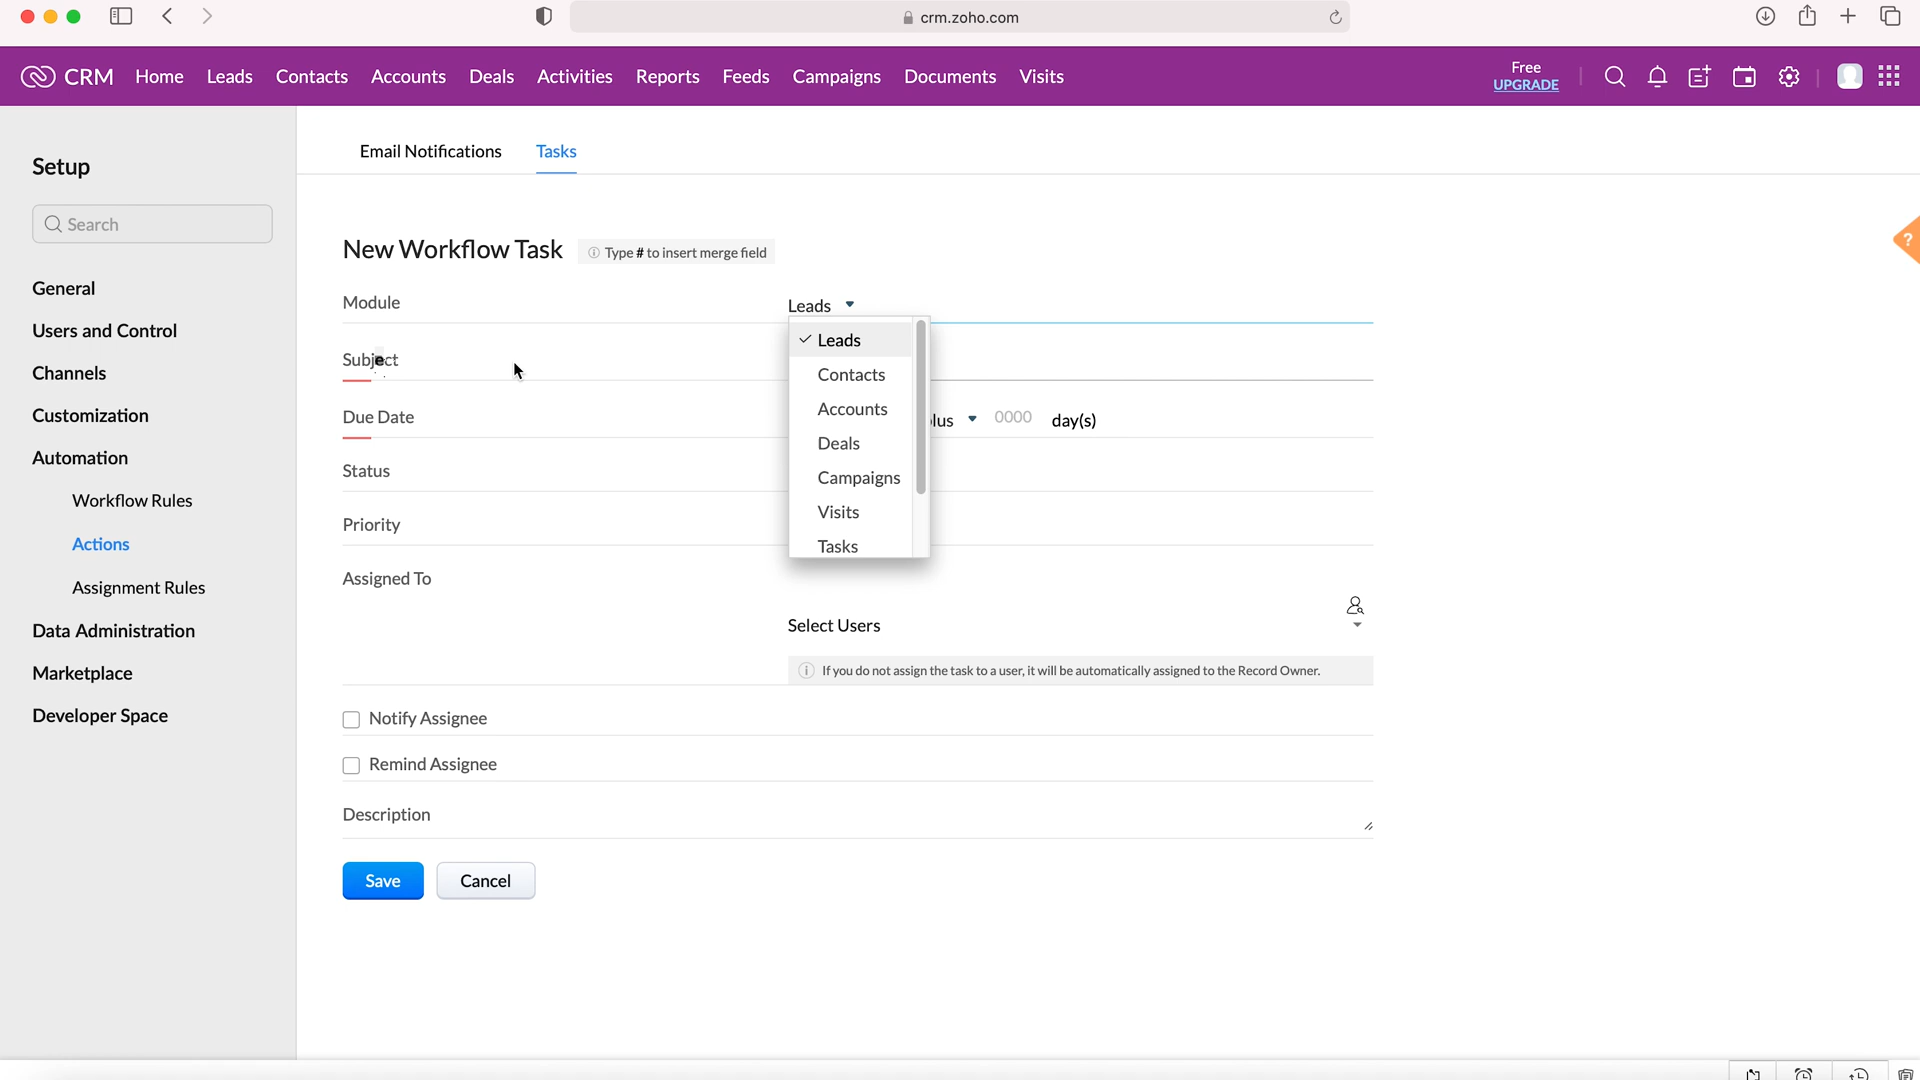 crm.zoho.com
CRM Home Leads Contacts Accounts Deals Activities Reports Feeds Campaigns Documents Visits
Free
UPGRADE
Setup
Search
General
Users and Control
Channels
Customization
Automation
Workflow Rules
Actions
Assignment Rules
Data Administration
Marketplace
Developer Space
Email Notifications Tasks
New Workflow Task Type # to insert merge field
Module Leads
Leads
Contacts
Accounts
Deals
Campaigns
Visits
Tasks
Subject
Due Date lus 0000 day(s)
Status
Priority
Assigned To
Select Users
If you do not assign the task to a user, it will be automatically assigned to the Record Owner.
Notify Assignee
Remind Assignee
Description
Save Cancel
?